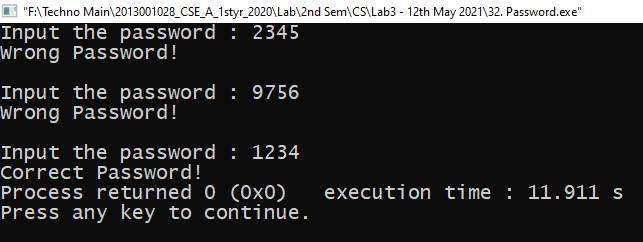 "F:\Techno Main\2013001028_CSE_A_1styr_2020\Lab\2nd Sem\CS\Lab3 - 12th May 2021\32. Password.exe"
Input the password : 2345
Wrong Password!
Input the password : 9756
Wrong Password!
Input the password : 1234
Correct Password!
Process returned 0 (0x0)   execution time : 11.911 s
Press any key to continue.